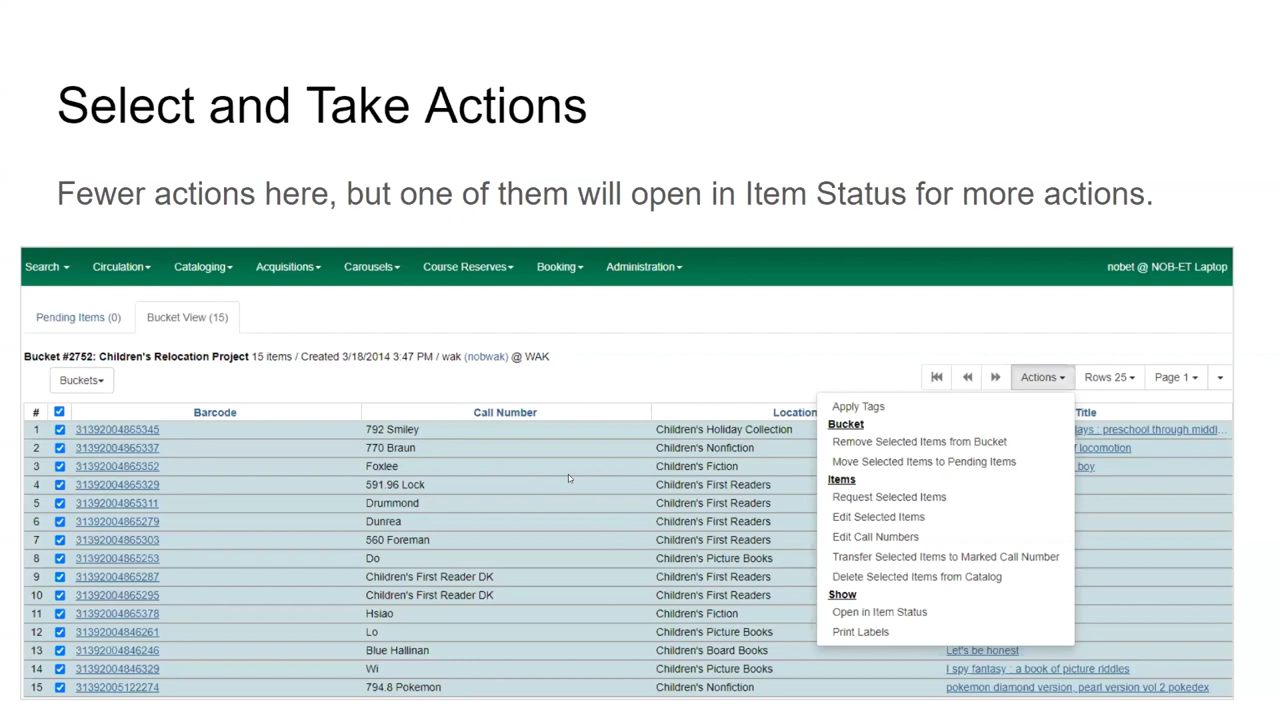 Select and Take Actions
Fewer actions here, but one of them will open in Item Status for more actions.
Search Circulation Cataloging Acquisitions Carousels Course Reserves Booking Administration nobet @ NOB-ET Laptop
Pending Items (0) Bucket View (15)
Bucket #2752: Children's Relocation Project 15 items / Created 3/18/2014 3:47 PM / wak (nobwak) @ WAK
Buckets Actions Rows 25 Page 1
# Barcode Call Number Location Title
1 31392004865345 792 Smiley Children's Holiday Collection ays : preschool through middl...
2 31392004865337 770 Braun Children's Nonfiction f locomotion
3 31392004865352 Foxlee Children's Fiction boy
4 31392004865329 591.96 Lock Children's First Readers
5 31392004865311 Drummond Children's First Readers
6 31392004865279 Dunrea Children's First Readers
7 31392004865303 560 Foreman Children's First Readers
8 31392004865253 Do Children's Picture Books
9 31392004865287 Children's First Reader DK Children's First Readers
10 31392004865295 Children's First Reader DK Children's First Readers
11 31392004865378 Hsiao Children's Fiction
12 31392004846261 Lo Children's Picture Books
13 31392004846246 Blue Hallinan Children's Board Books Let's be honest
14 31392004846329 Wi Children's Picture Books I spy fantasy : a book of picture riddles
15 31392005122274 794.8 Pokemon Children's Nonfiction pokemon diamond version, pearl version vol 2 pokedex
Apply Tags
Bucket
Remove Selected Items from Bucket
Move Selected Items to Pending Items
Items
Request Selected Items
Edit Selected Items
Edit Call Numbers
Transfer Selected Items to Marked Call Number
Delete Selected Items from Catalog
Show
Open in Item Status
Print Labels